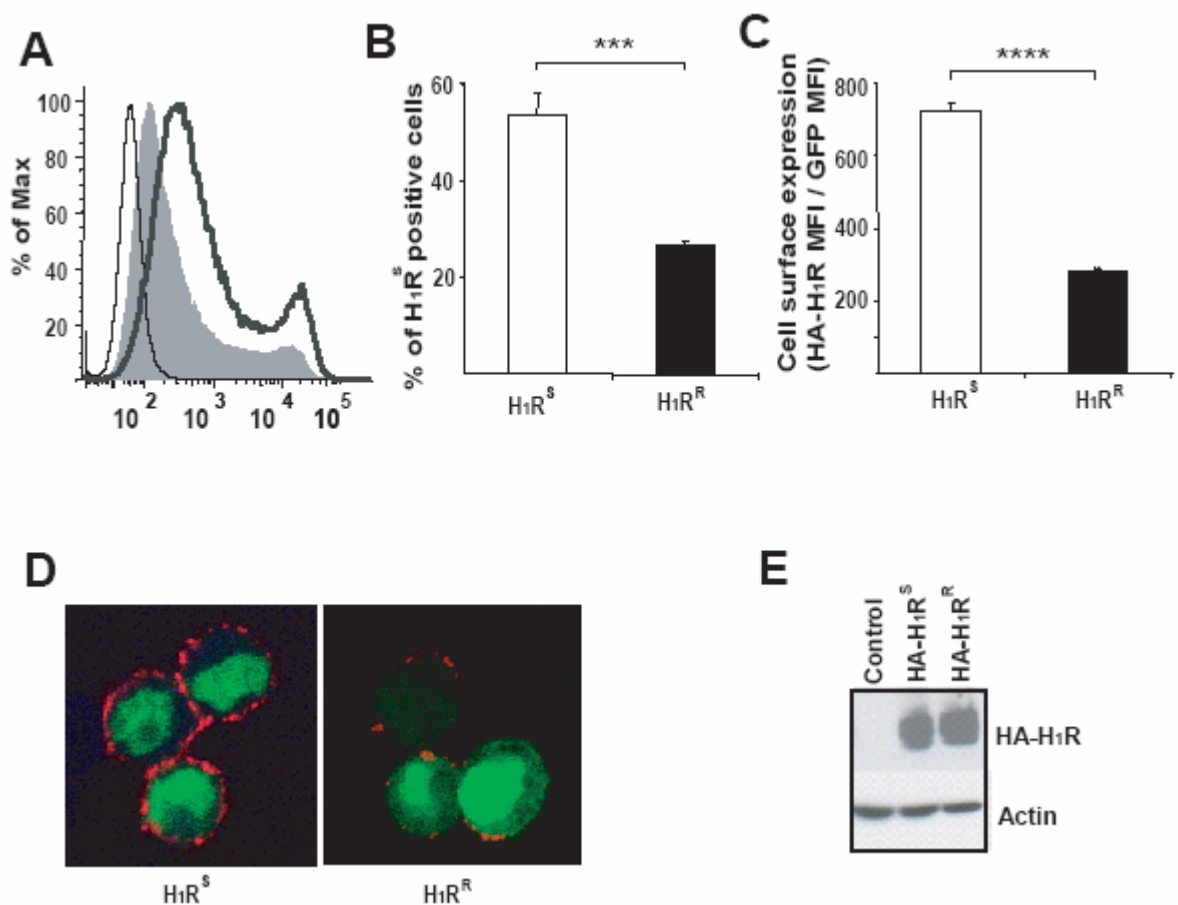 A
% of Max
100
80
60
40
20
10 2
10 3
10 4
10 5
B
% of H1R S positive cells
60
40
20
***
H1R S
H1R R
C
Cell surface expression
(HA-H1R MFI / GFP MFI)
800
600
400
200
****
H1R S
H1R R
D
H1R S
H1R R
E
Control
HA-H1R S
HA-H1R R
HA-H1R
Actin